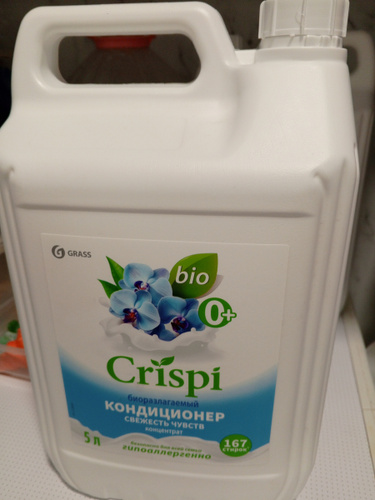 GRASS
bio
0+
Crispi
биоразлагаемый
КОНДИЦИОНЕР
СВЕЖЕСТЬ ЧУВСТВ
концентрат
5 л
гипоаллергенно
167
стирок